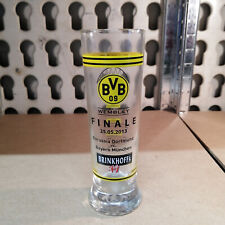 BVB
09
WEMBLEY
FINALE
25.05.2013
Borussia Dortmund
Bayern München
BRINKHOFF'S